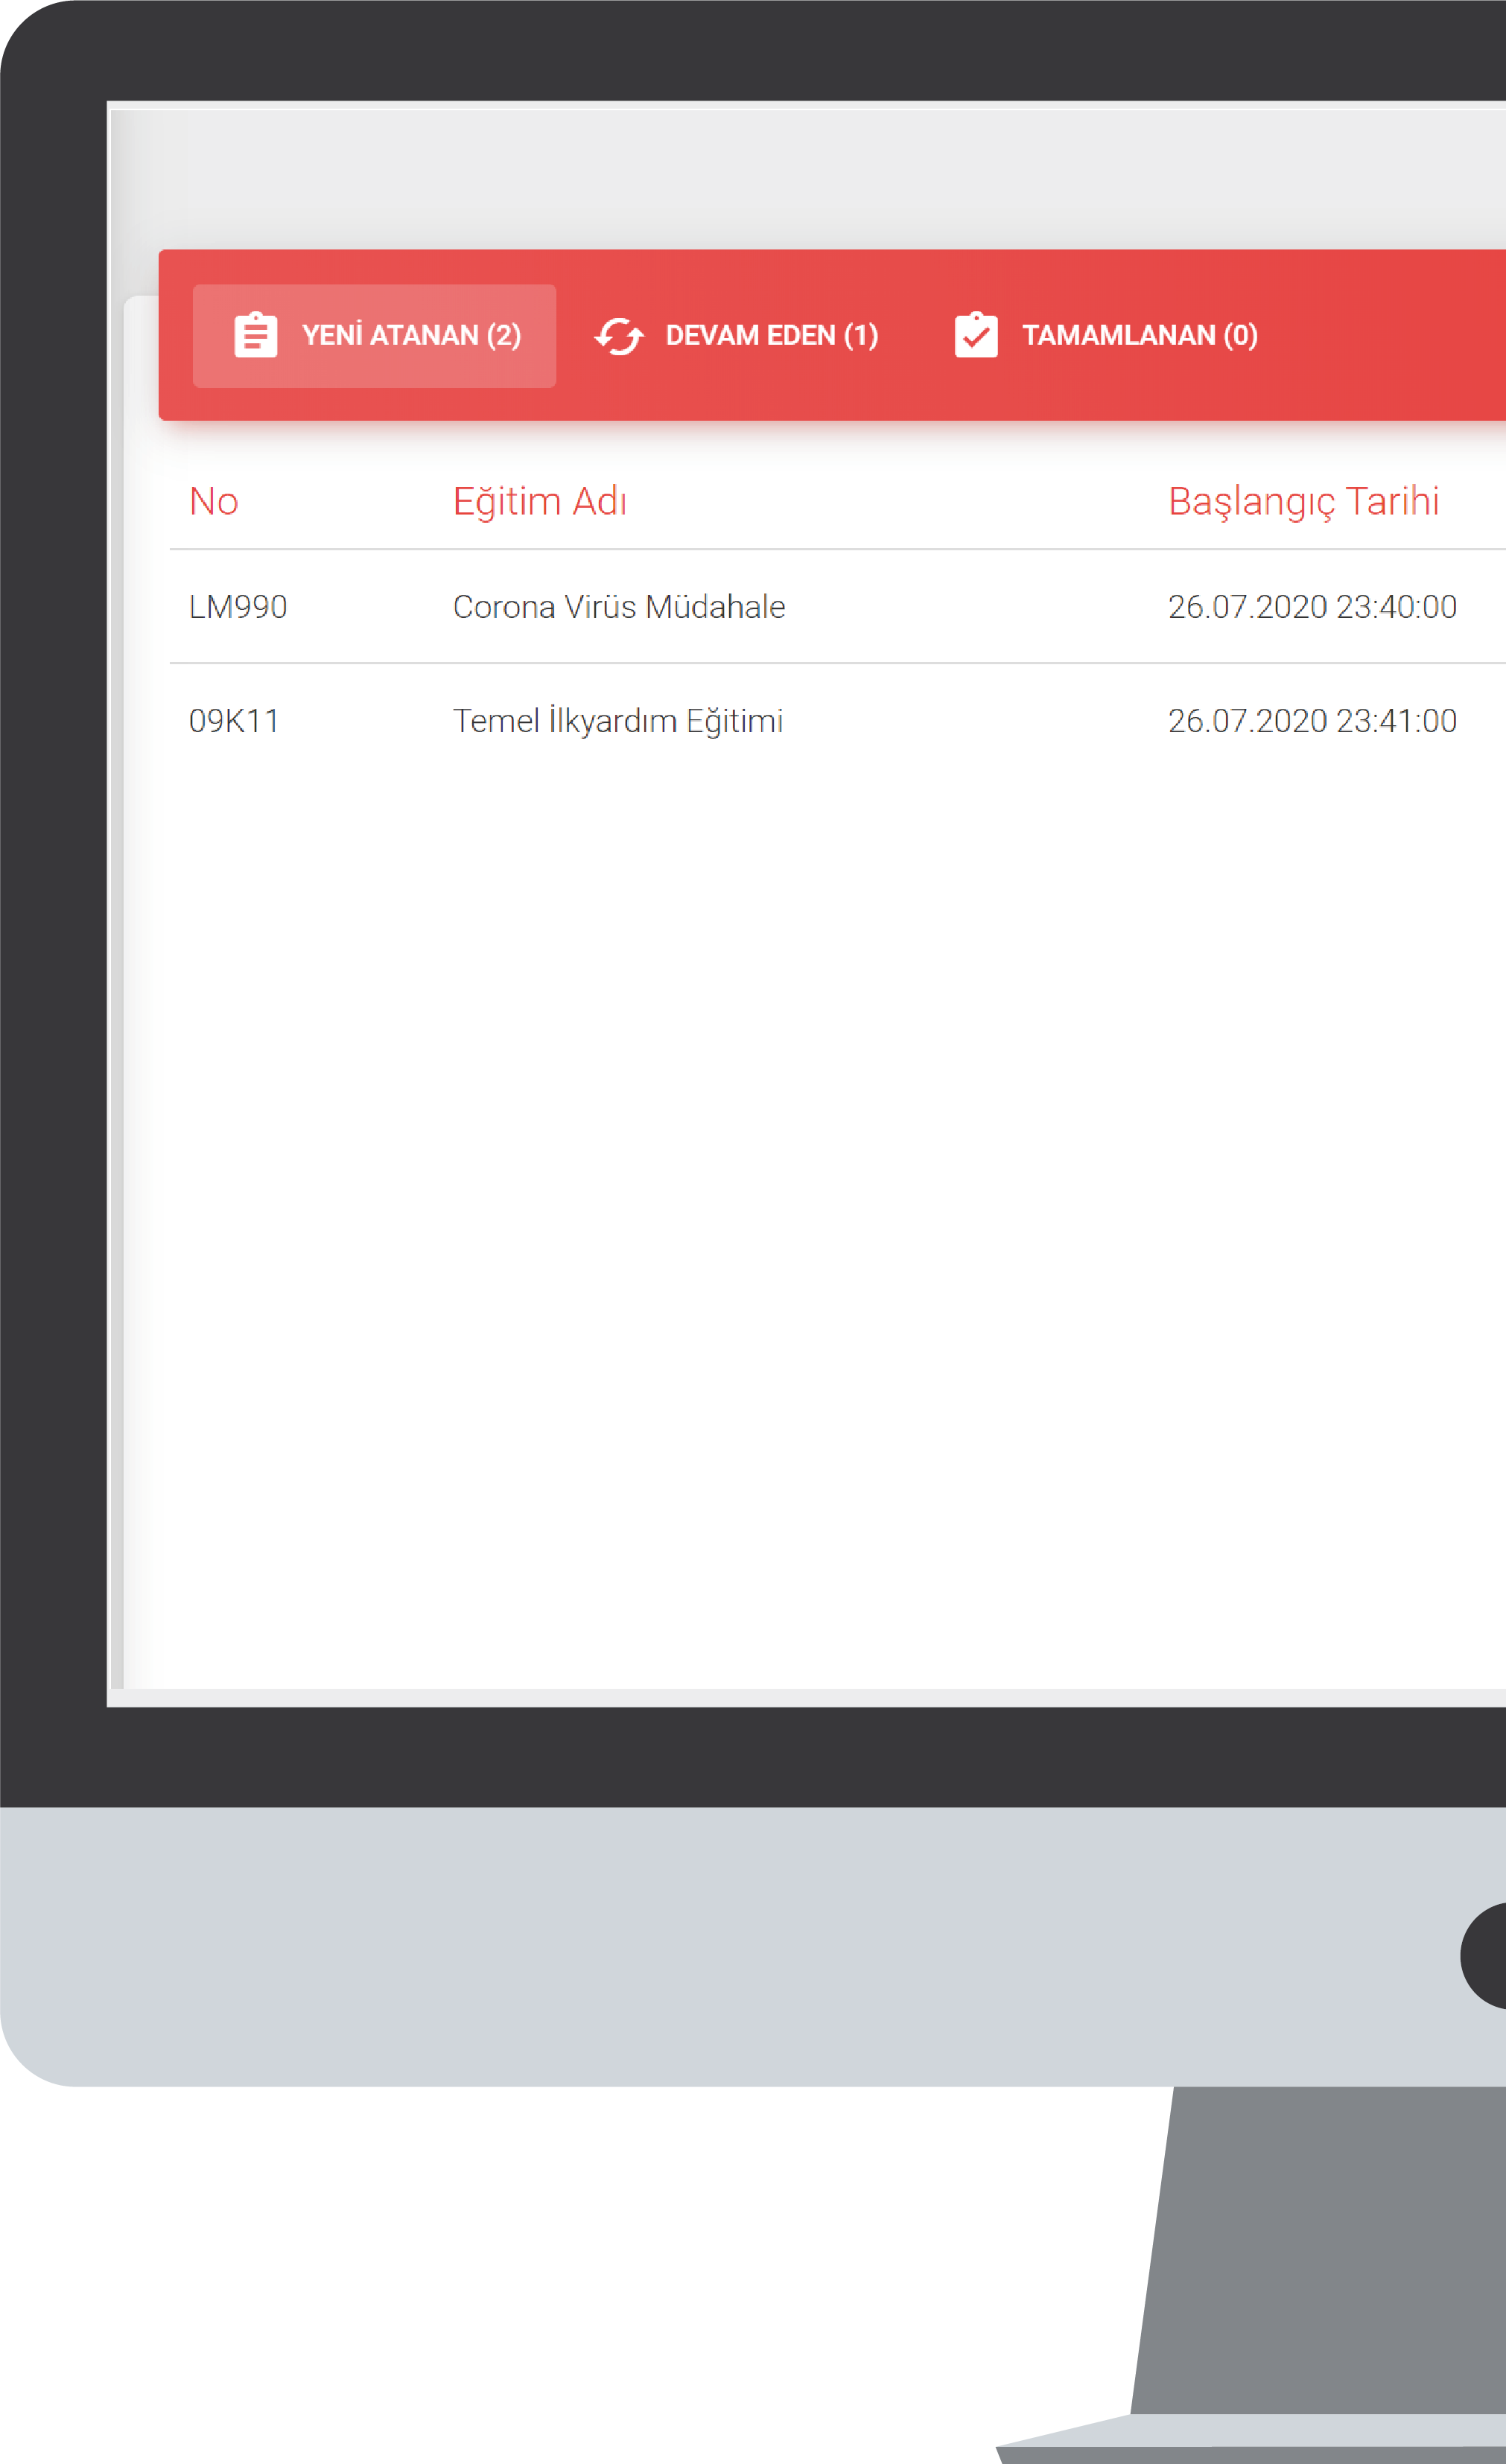 YENİ ATANAN (2) DEVAM EDEN (1) TAMAMLANAN (0)
No Eğitim Adı Başlangıç Tarihi
LM990 Corona Virüs Müdahale 26.07.2020 23:40:00
09K11 Temel İlkyardım Eğitimi 26.07.2020 23:41:00